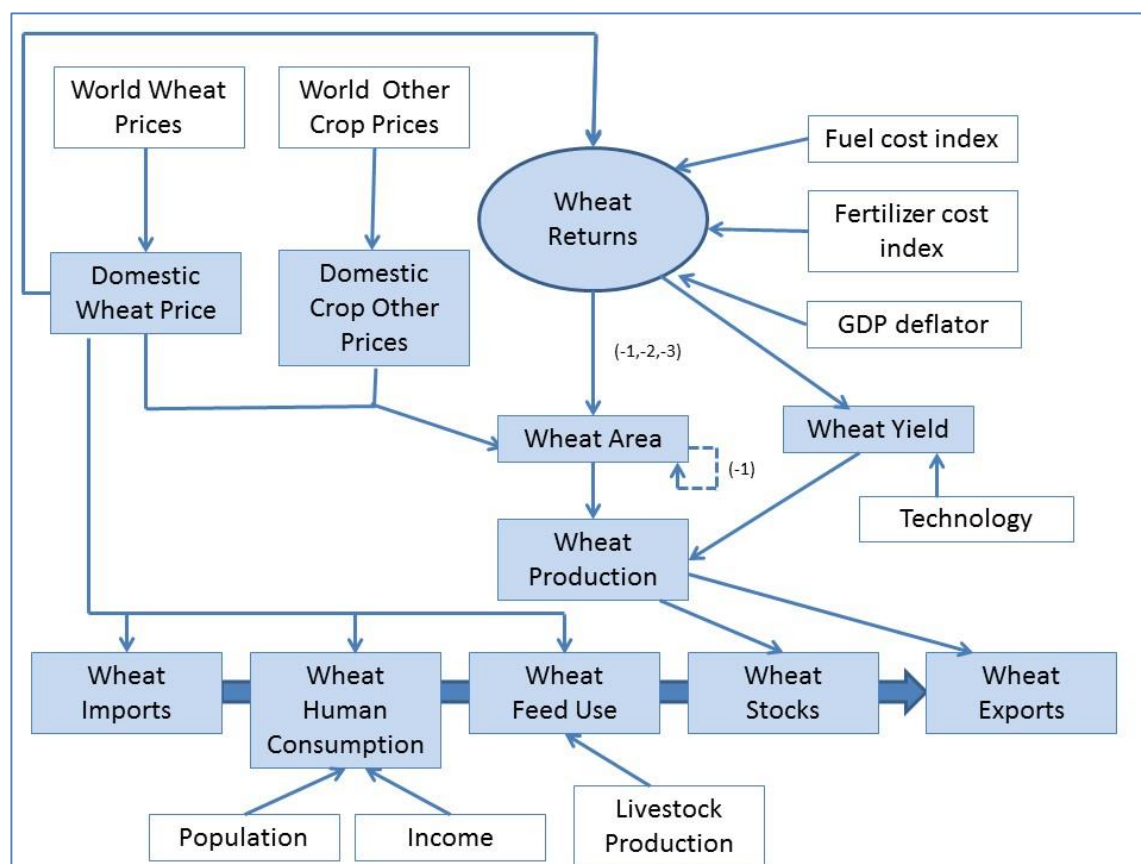 World Wheat
Prices
World  Other
Crop Prices
Fuel cost index
Wheat
Returns
Fertilizer cost
index
Domestic
Wheat Price
Domestic
Crop Other
Prices
GDP deflator
(-1,-2,-3)
Wheat Area
(-1)
Wheat Yield
Technology
Wheat
Production
Wheat
Imports
Wheat
Human
Consumption
Wheat
Feed Use
Wheat
Stocks
Wheat
Exports
Population
Income
Livestock
Production